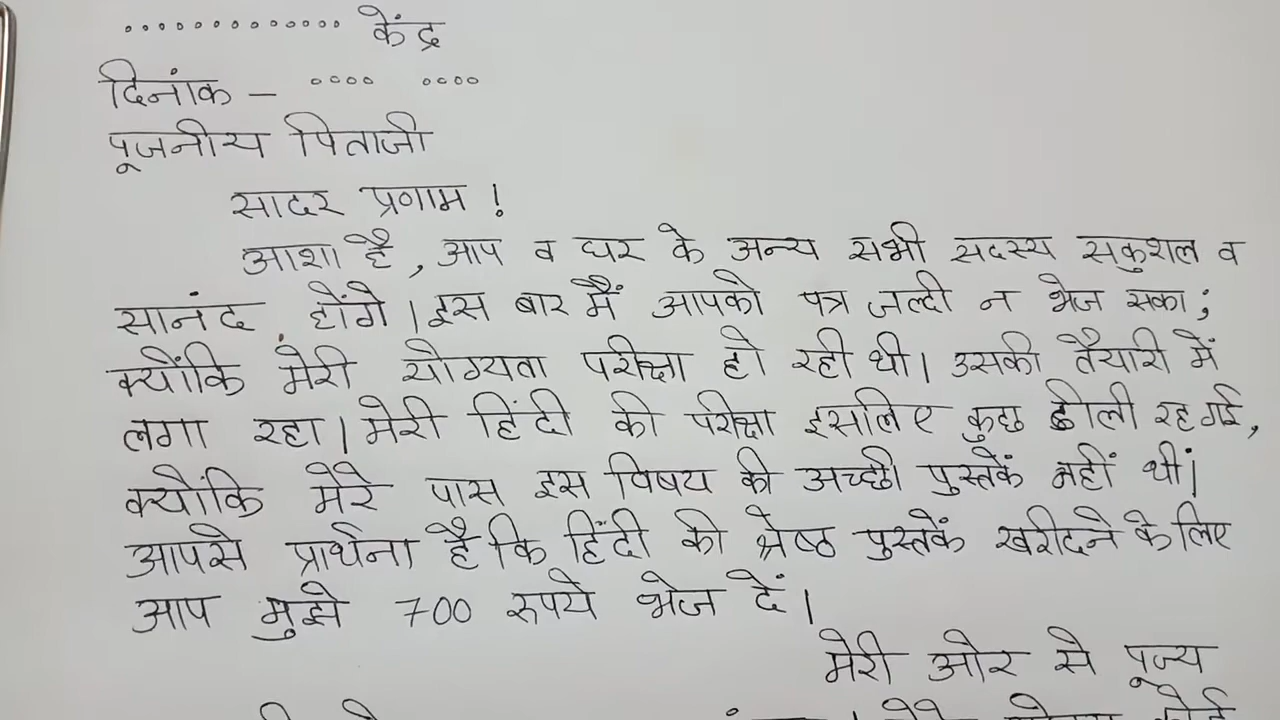 ............. केंद्र
दिनांक – .... ....
पूजनीय पिताजी
सादर प्रणाम !
आशा है , आप व घर के अन्य सभी सदस्य सकुशल व
सानंद होंगे । इस बार मैं आपको पत्र जल्दी न भेज सका ;
क्योंकि मेरी योग्यता परीक्षा हो रही थी । उसकी तैयारी में
लगा रहा । मेरी हिंदी की परीक्षा इसलिए कुछ ढीली रह गई ,
क्योंकि मेरे पास इस विषय की अच्छी पुस्तकें नहीं थीं ।
आपसे प्रार्थना है कि हिंदी की श्रेष्ठ पुस्तकें खरीदने के लिए
आप मुझे 700 रुपये भेज दें ।
मेरी ओर से पूज्य